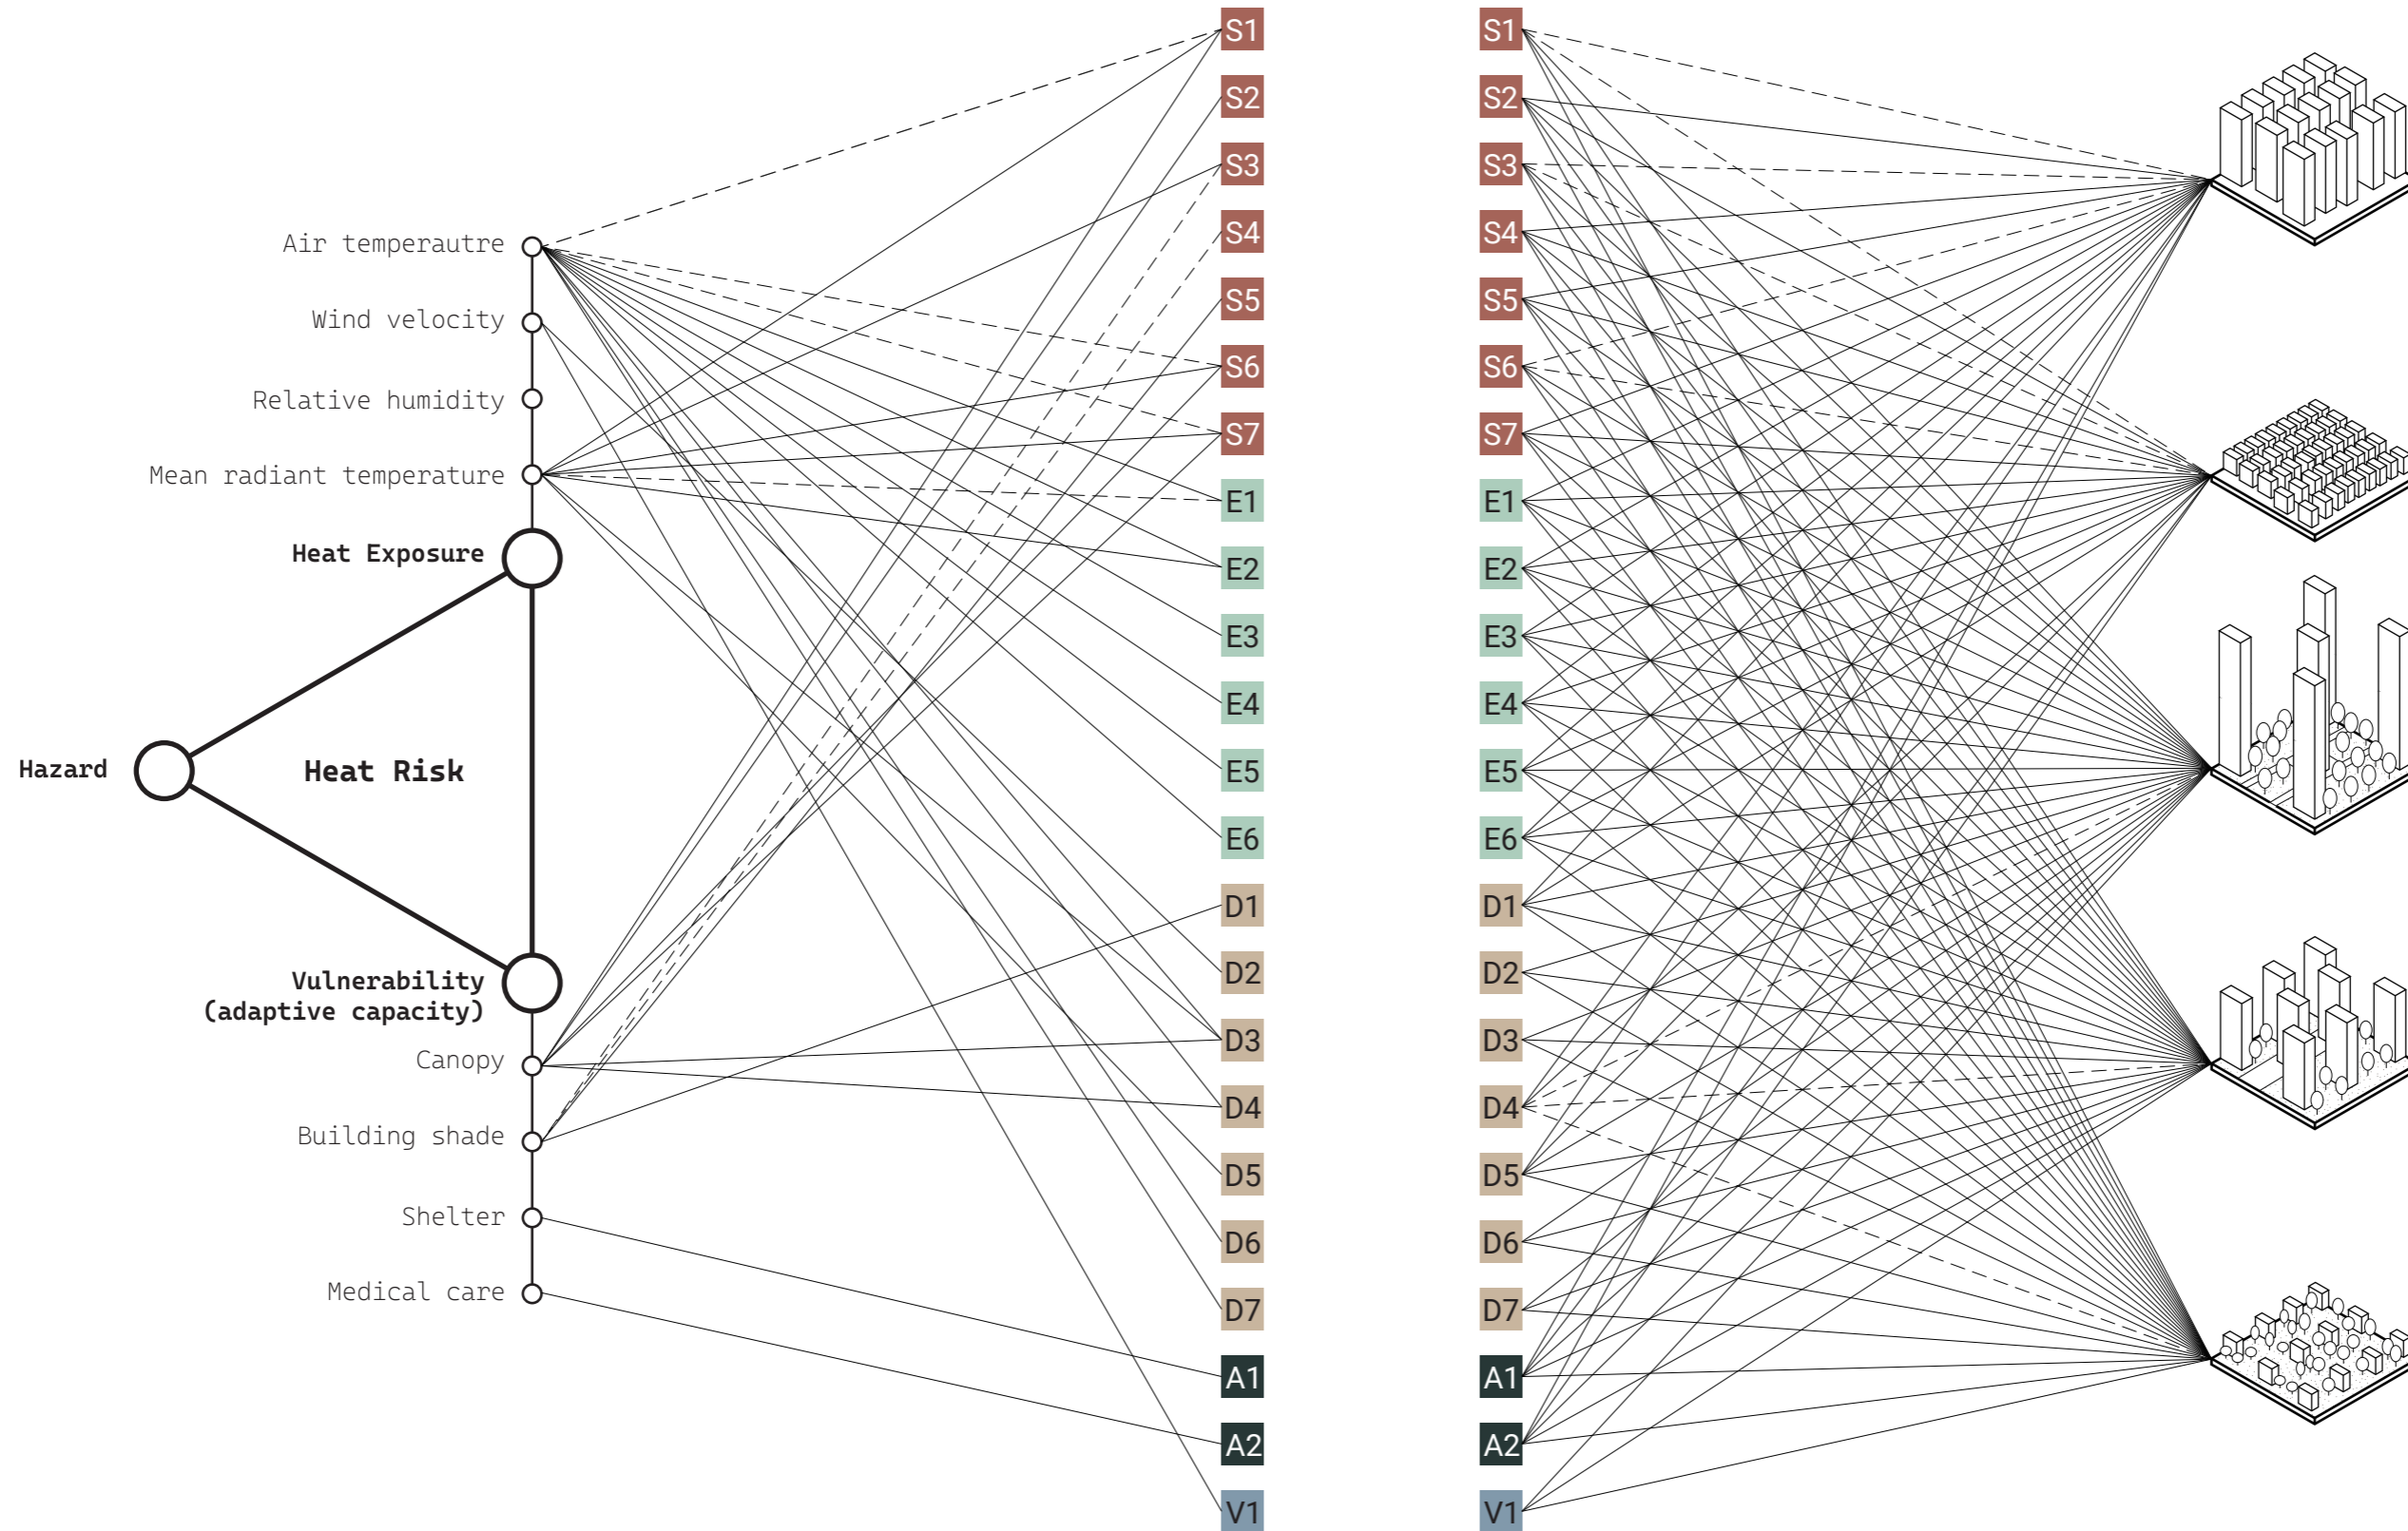 Air temperautre
Wind velocity
Relative humidity
Mean radiant temperature
Heat Exposure
Hazard
Heat Risk
Vulnerability
(adaptive capacity)
Canopy
Building shade
Shelter
Medical care
S1
S2
S3
S4
S5
S6
S7
E1
E2
E3
E4
E5
E6
D1
D2
D3
D4
D5
D6
D7
A1
A2
V1
S1
S2
S3
S4
S5
S6
S7
E1
E2
E3
E4
E5
E6
D1
D2
D3
D4
D5
D6
D7
A1
A2
V1